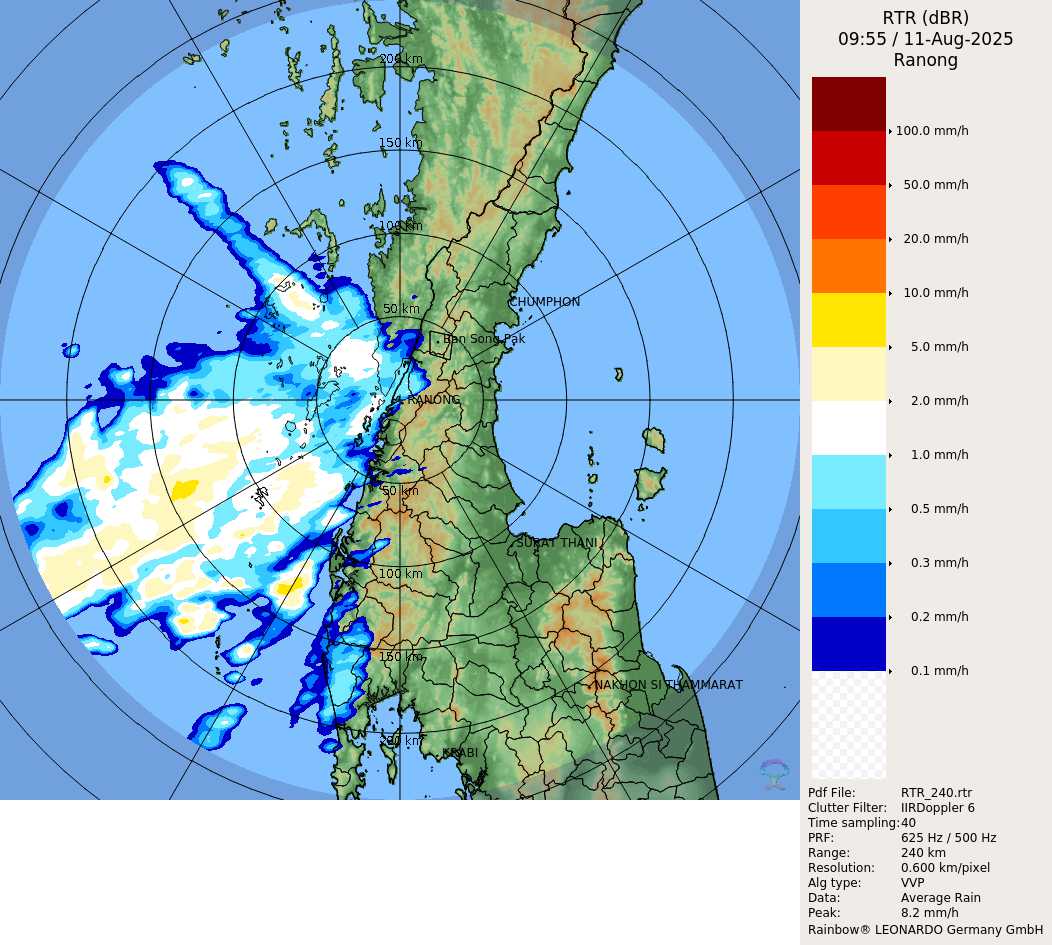 RTR (dBR)
09:55 / 11-Aug-2025
Ranong
200 km
150 km
100 km
50 km
CHUMPHON
Ban Song Pak
RANONG
50 km
SURAT THANI
100 km
150 km
NAKHON SI THAMMARAT
200 km
KRABI
100.0 mm/h
50.0 mm/h
20.0 mm/h
10.0 mm/h
5.0 mm/h
2.0 mm/h
1.0 mm/h
0.5 mm/h
0.3 mm/h
0.2 mm/h
0.1 mm/h
Pdf File: RTR_240.rtr
Clutter Filter: IIRDoppler 6
Time sampling:40
PRF: 625 Hz / 500 Hz
Range: 240 km
Resolution: 0.600 km/pixel
Alg type: VVP
Data: Average Rain
Peak: 8.2 mm/h
Rainbow® LEONARDO Germany GmbH